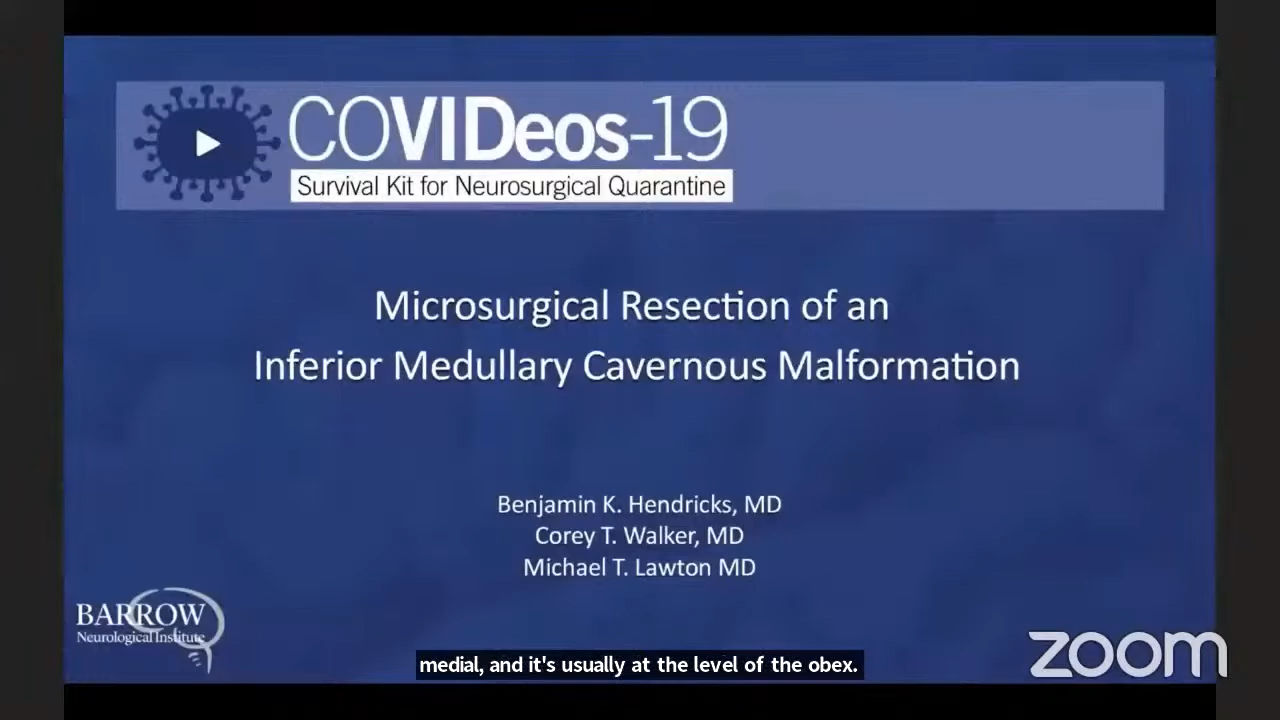 COVIDeos-19
Survival Kit for Neurosurgical Quarantine
Microsurgical Resection of an
Inferior Medullary Cavernous Malformation
Benjamin K. Hendricks, MD
Corey T. Walker, MD
Michael T. Lawton MD
BARROW
Neurological Institute
zoom
medial, and it's usually at the level of the obex.